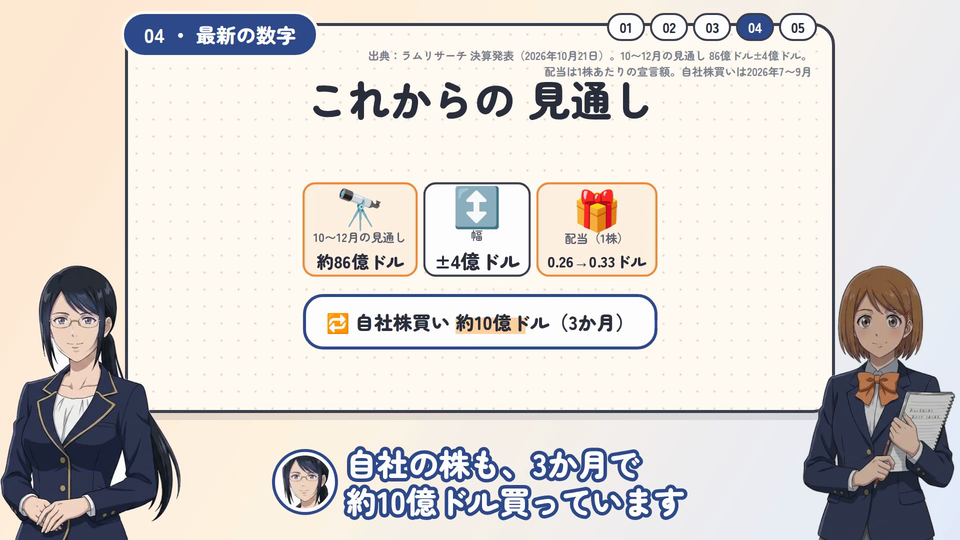 04 ・ 最新の数字
01 02 03 04 05
出典：ラムリサーチ 決算発表（2026年10月21日）。10〜12月の見通し 86億ドル±4億ドル。
配当は1株あたりの宣言額。自社株買いは2026年7〜9月
これからの 見通し
10〜12月の見通し
約86億ドル
幅
±4億ドル
配当（1株）
0.26→0.33ドル
自社株買い 約10億ドル（3か月）
自社の株も、3か月で
約10億ドル買っています